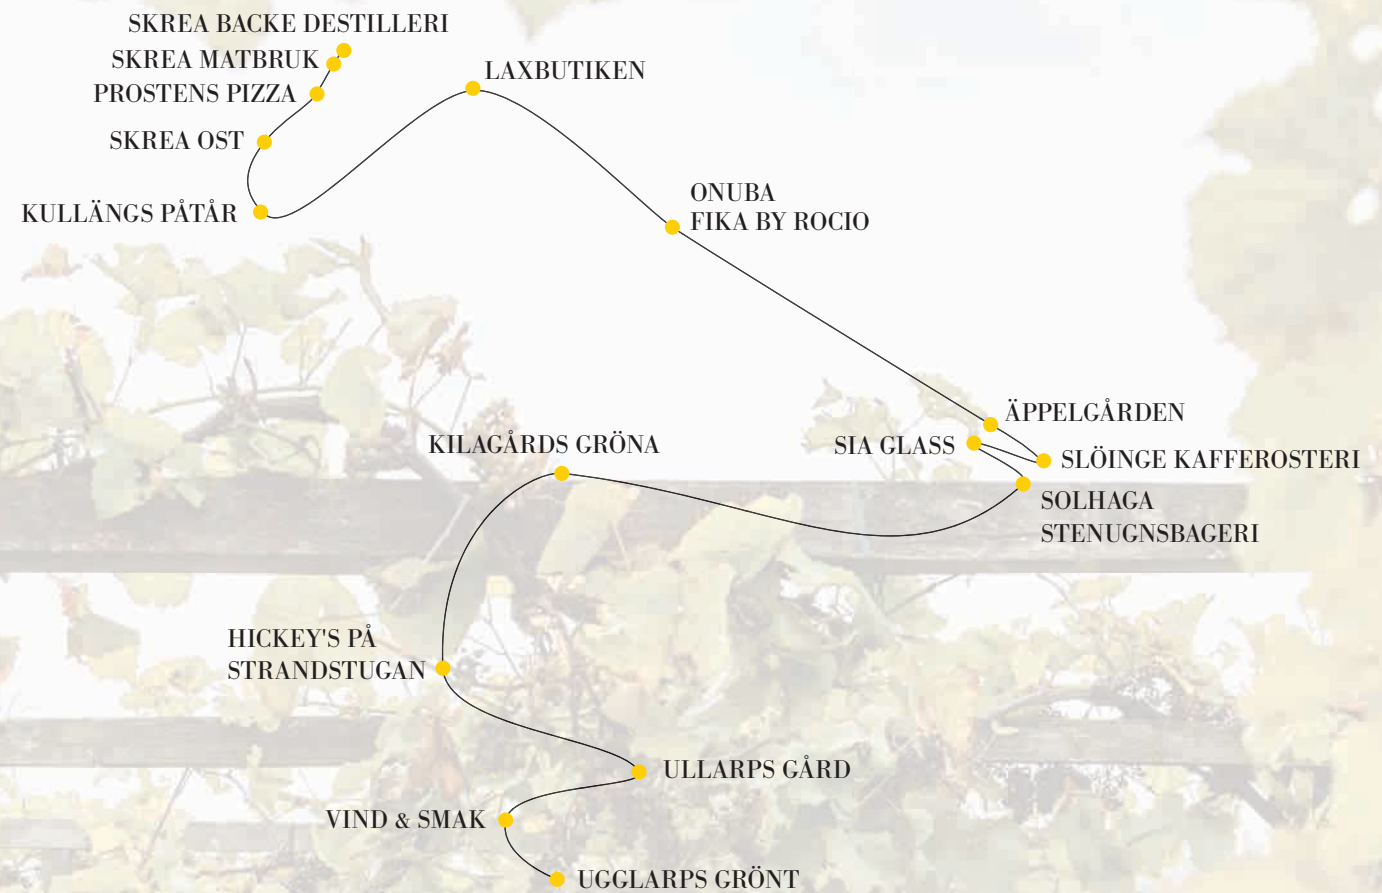 SKREA BACKE DESTILLERI
SKREA MATBRUK
PROSTENS PIZZA
SKREA OST
KULLÄNGS PÅTÅR
LAXBUTIKEN
ONUBA
FIKA BY ROCIO
ÄPPELGÅRDEN
SLÖINGE KAFFEROSTERI
SIA GLASS
SOLHAGA
STENUGNSBAGERI
KILAGÅRDS GRÖNA
HICKEY'S PÅ
STRANDSTUGAN
ULLARPS GÅRD
VIND & SMAK
UGGLARPS GRÖNT